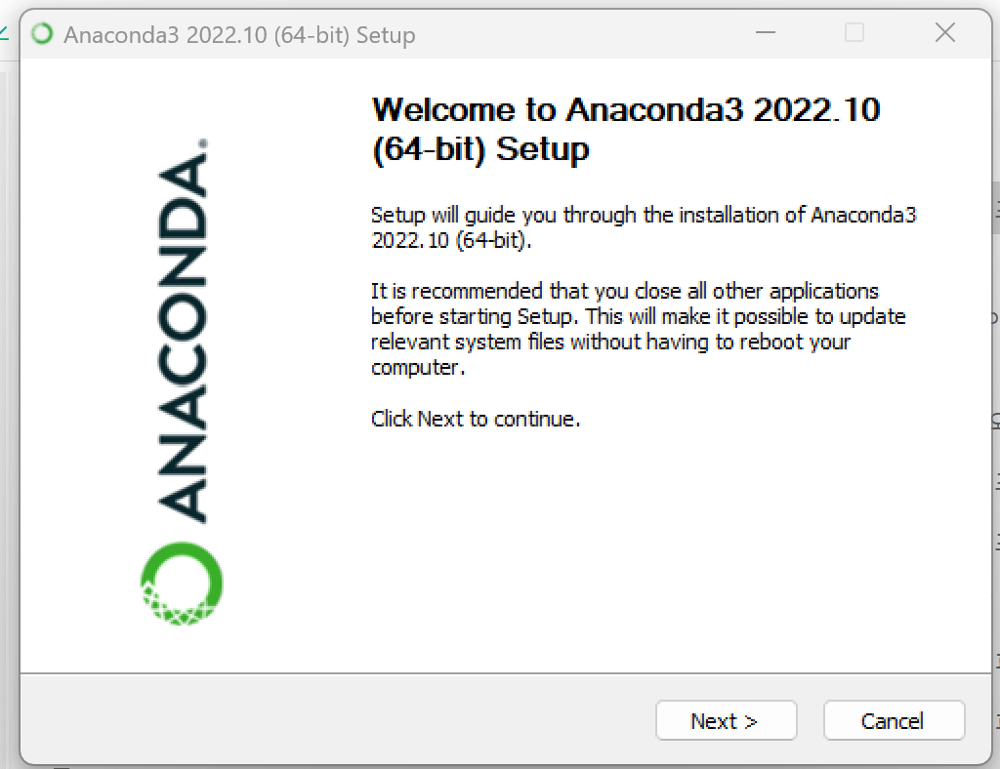 Anaconda3 2022.10 (64-bit) Setup
ANACONDA.
Welcome to Anaconda3 2022.10
(64-bit) Setup
Setup will guide you through the installation of Anaconda3
2022.10 (64-bit).
It is recommended that you close all other applications
before starting Setup. This will make it possible to update
relevant system files without having to reboot your
computer.
Click Next to continue.
Next >
Cancel